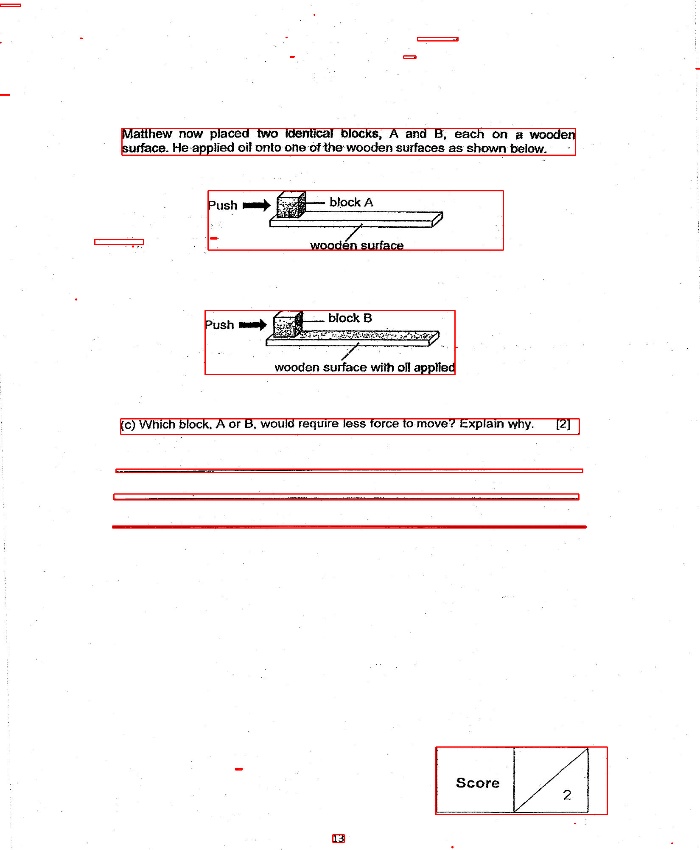 Matthew now placed two identical blocks, A and B, each on a wooden
surface. He applied oil onto one of the wooden surfaces as shown below.
Push
block A
wooden surface
Push
block B
wooden surface with oil applied
(c) Which block, A or B, would require less force to move? Explain why. [2]
Score
2
13